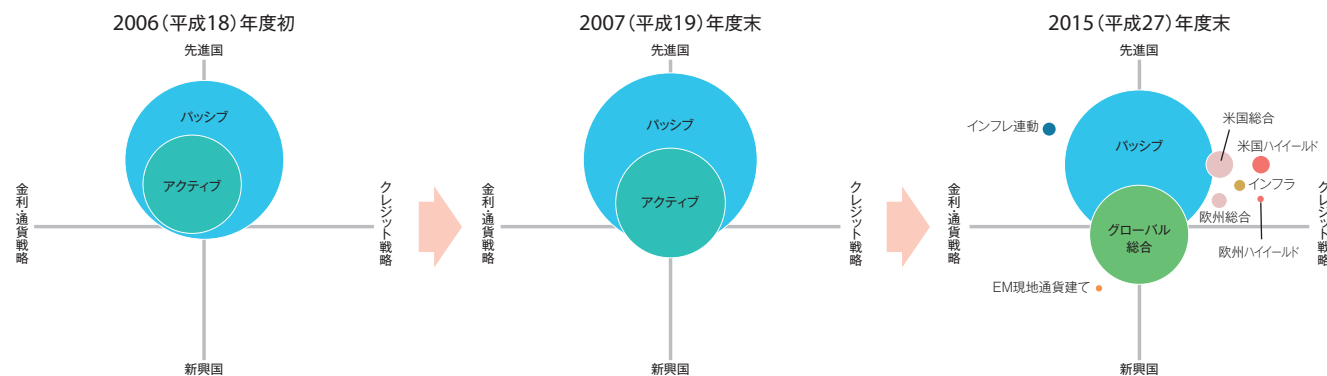 2006（平成18）年度初
先進国
パッシブ
アクティブ
金利・通貨戦略
クレジット戦略
新興国
2007（平成19）年度末
先進国
パッシブ
アクティブ
金利・通貨戦略
クレジット戦略
新興国
2015（平成27）年度末
先進国
インフレ連動
パッシブ
米国総合
米国ハイイールド
インフラ
欧州総合
欧州ハイイールド
グローバル
総合
EM現地通貨建て
金利・通貨戦略
クレジット戦略
新興国